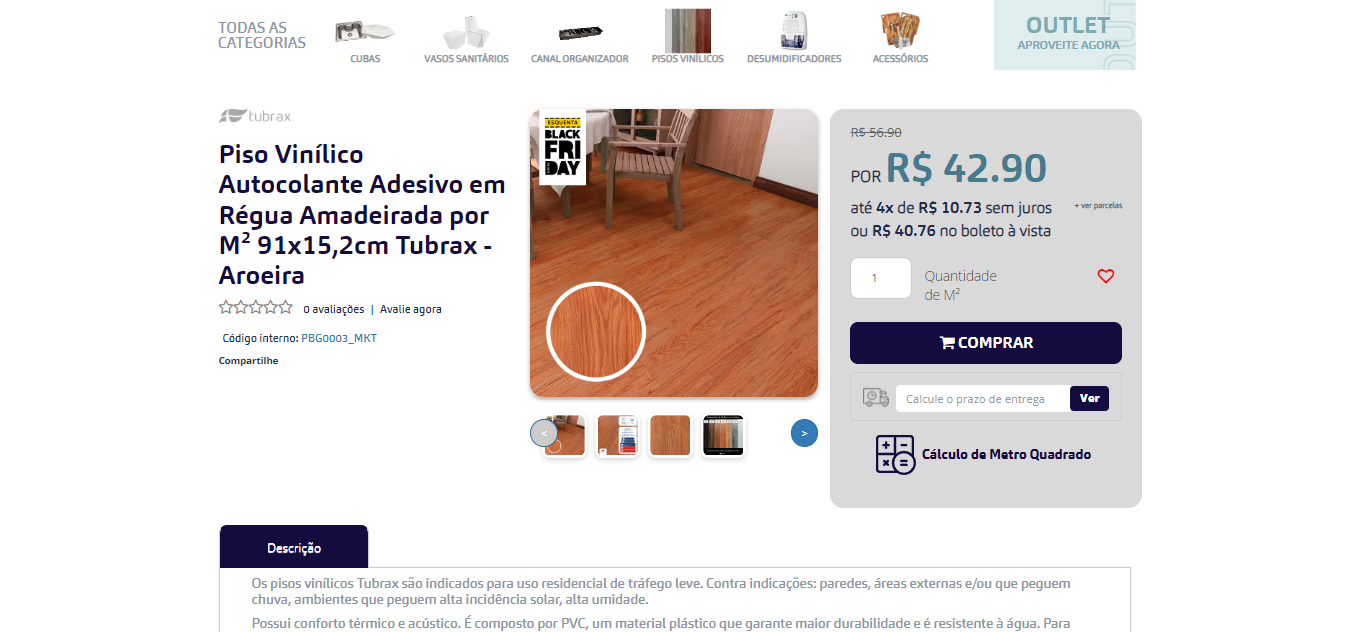 TODAS AS
CATEGORIAS
CUBAS
VASOS SANITÁRIOS
CANAL ORGANIZADOR
PISOS VINÍLICOS
DESUMIDIFICADORES
ACESSÓRIOS
OUTLET
APROVEITE AGORA
tubrax
Piso Vinílico
Autocolante Adesivo em
Régua Amadeirada por
M² 91x15,2cm Tubrax -
Aroeira
0 avaliações | Avalie agora
Código interno: PBG0003_MKT
Compartilhe
ESQUENTA
BLACK
FRI
DAY
<
>
R$ 56.90
POR R$ 42.90
até 4x de R$ 10.73 sem juros
+ ver parcelas
ou R$ 40.76 no boleto à vista
1
Quantidade
de M²
COMPRAR
Calcule o prazo de entrega
Ver
Cálculo de Metro Quadrado
Descrição
Os pisos vinílicos Tubrax são indicados para uso residencial de tráfego leve. Contra indicações: paredes, áreas externas e/ou que peguem
chuva, ambientes que peguem alta incidência solar, alta umidade.
Possui conforto térmico e acústico. É composto por PVC, um material plástico que garante maior durabilidade e é resistente à água. Para